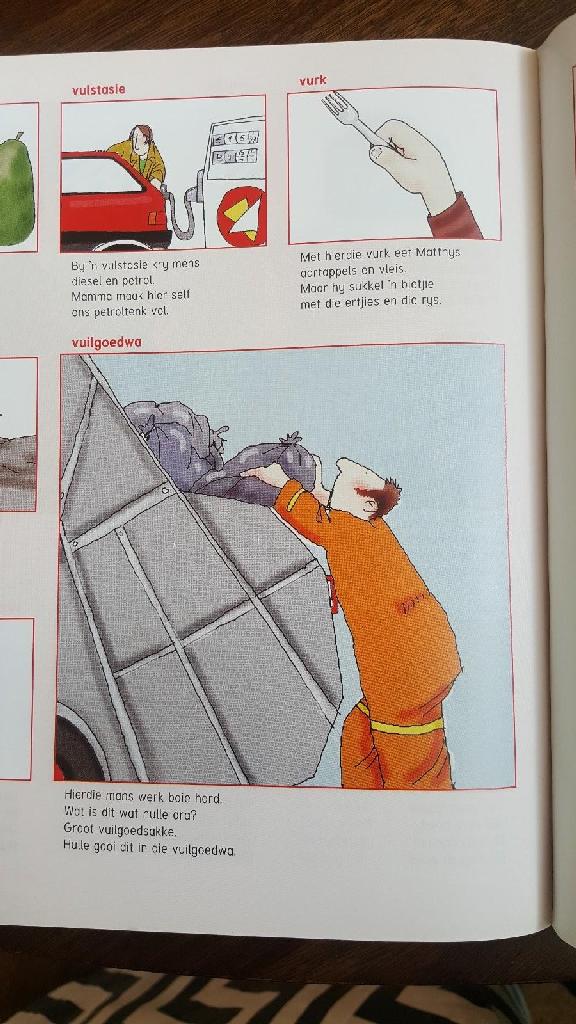 vulstasie
By 'n vulstasie kry mens
diesel en petrol.
Mamma maak hier self
ons petroltenk vol.
vurk
Met hierdie vurk eet Matthys
aartappels en vleis.
Maar hy sukkel 'n bietjie
met die ertjies en die rys.
vuilgoedwa
Hierdie mans werk baie hard.
Wat is dit wat hulle dra?
Groot vuilgoedsakke.
Hulle gooi dit in die vuilgoedwa.